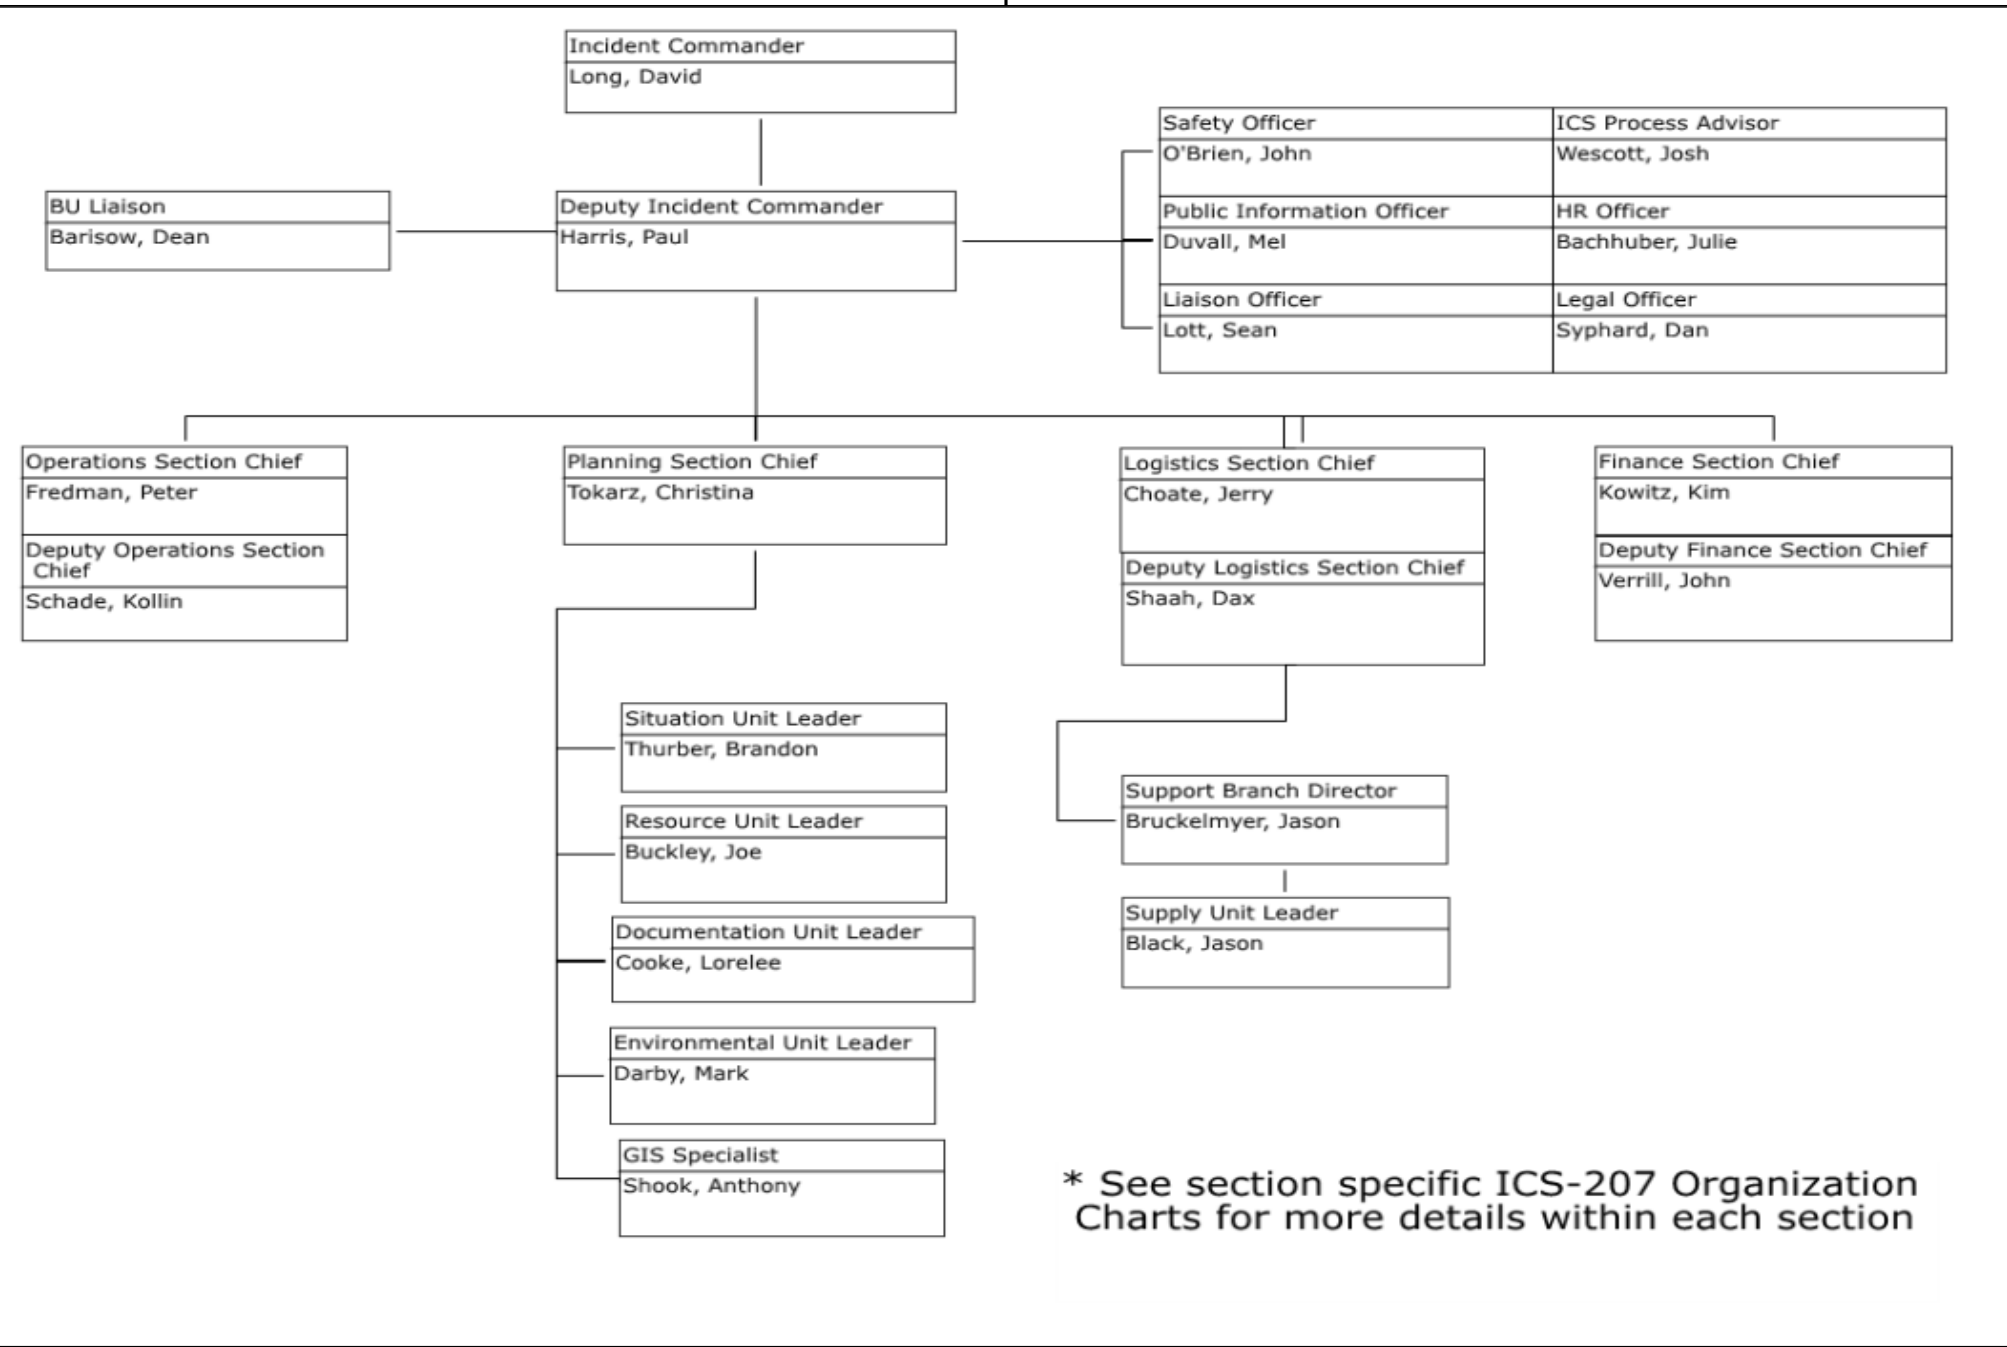 Incident Commander
Long, David
Safety Officer
O'Brien, John
ICS Process Advisor
Wescott, Josh
BU Liaison
Barisow, Dean
Deputy Incident Commander
Harris, Paul
Public Information Officer
Duvall, Mel
HR Officer
Bachhuber, Julie
Liaison Officer
Lott, Sean
Legal Officer
Syphard, Dan
Operations Section Chief
Fredman, Peter
Deputy Operations Section
Chief
Schade, Kollin
Planning Section Chief
Tokarz, Christina
Logistics Section Chief
Choate, Jerry
Deputy Logistics Section Chief
Shaah, Dax
Finance Section Chief
Kowitz, Kim
Deputy Finance Section Chief
Verrill, John
Situation Unit Leader
Thurber, Brandon
Resource Unit Leader
Buckley, Joe
Documentation Unit Leader
Cooke, Lorelee
Environmental Unit Leader
Darby, Mark
GIS Specialist
Shook, Anthony
Support Branch Director
Bruckelmyer, Jason
Supply Unit Leader
Black, Jason
* See section specific ICS-207 Organization
Charts for more details within each section